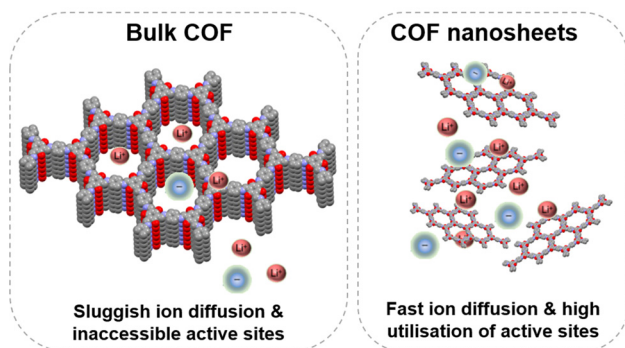 Bulk COF
COF nanosheets
Li⁺
Li⁺
Li⁺
Li⁺
Li⁺
Sluggish ion diffusion &
inaccessible active sites
Li⁺
Li⁺
Li⁺
Li⁺
Li⁺
Li⁺
Fast ion diffusion & high
utilisation of active sites